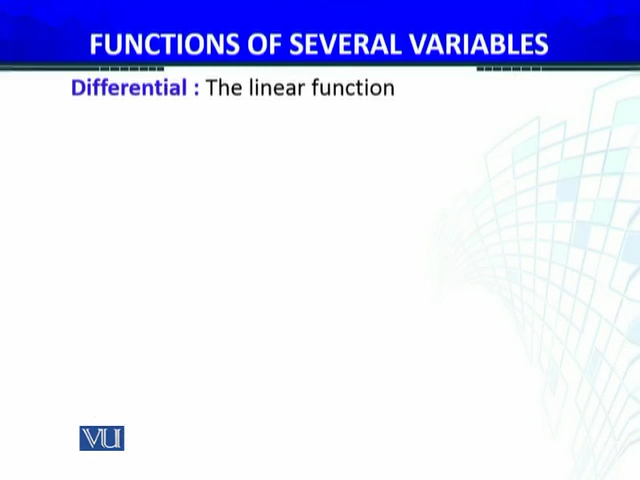 FUNCTIONS OF SEVERAL VARIABLES
Differential : The linear function
VU